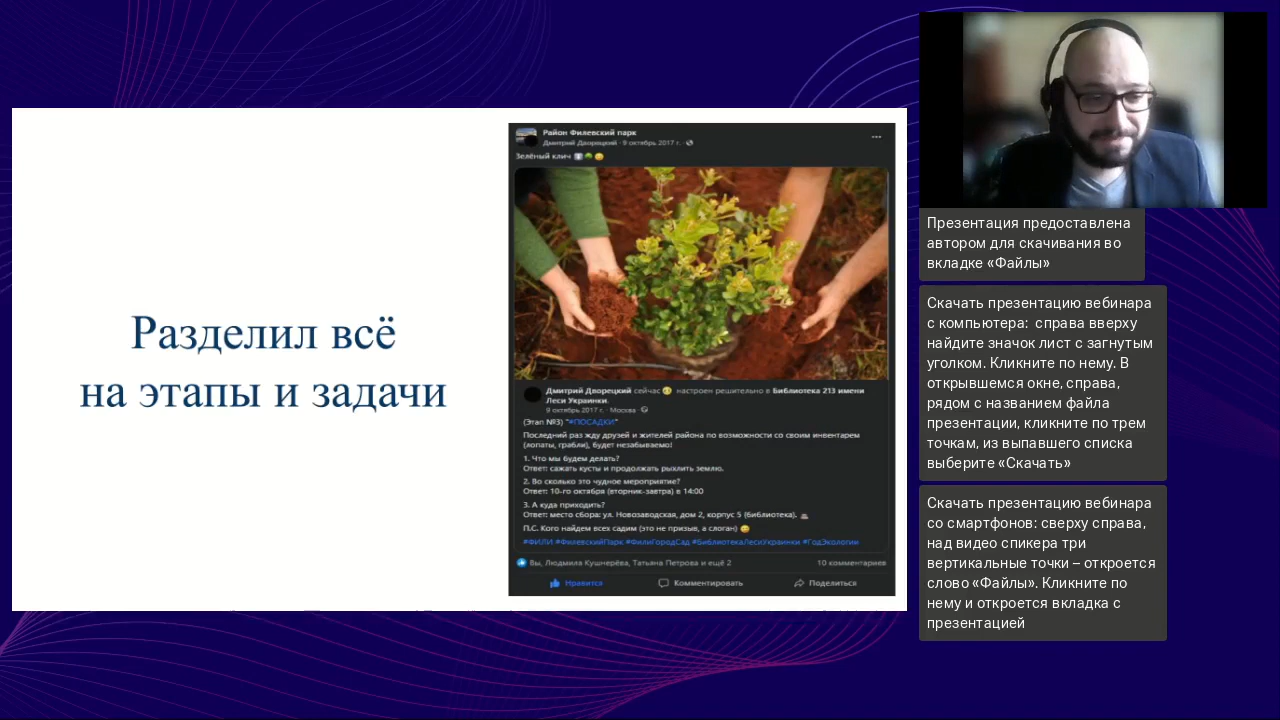 Разделил всё
на этапы и задачи
Район Филевский парк
Дмитрий Дворецкий · 9 октября 2017 г. ·
Зелёный клич
Дмитрий Дворецкий сейчас настроен решительно в Библиотека 213 имени
Леси Украинки.
9 октября 2017 г. · Москва ·
(Этап №3) "#ПОСАДКИ"
Последний раз жду друзей и жителей района по возможности со своим инвентарем
(лопаты, грабли), будет незабываемо!
1. Что мы будем делать?
Ответ: сажать кусты и продолжать рыхлить землю.
2. Во сколько это чудное мероприятие?
Ответ: 10-го октября (вторник-завтра) в 14:00
3. А куда приходить?
Ответ: место сбора: ул. Новозаводская, дом 2, корпус 5 (библиотека).
П.С. Кого найдем всех садим (это не призыв, а слоган)
#ФИЛИ #ФилевскийПарк #ФилиГородСад #БиблиотекаЛесиУкраинки #ГодЭкологии
Вы, Людмила Кушнерёва, Татьяна Петрова и ещё 2
10 комментариев
Нравится
Комментировать
Поделиться
Презентация предоставлена
автором для скачивания во
вкладке «Файлы»
Скачать презентацию вебинара
с компьютера: справа вверху
найдите значок лист с загнутым
уголком. Кликните по нему. В
открывшемся окне, справа,
рядом с названием файла
презентации, кликните по трем
точкам, из выпавшего списка
выберите «Скачать»
Скачать презентацию вебинара
со смартфона: сверху справа,
над видео спикера три
вертикальные точки – откроется
слово «Файлы». Кликните по
нему и откроется вкладка с
презентацией